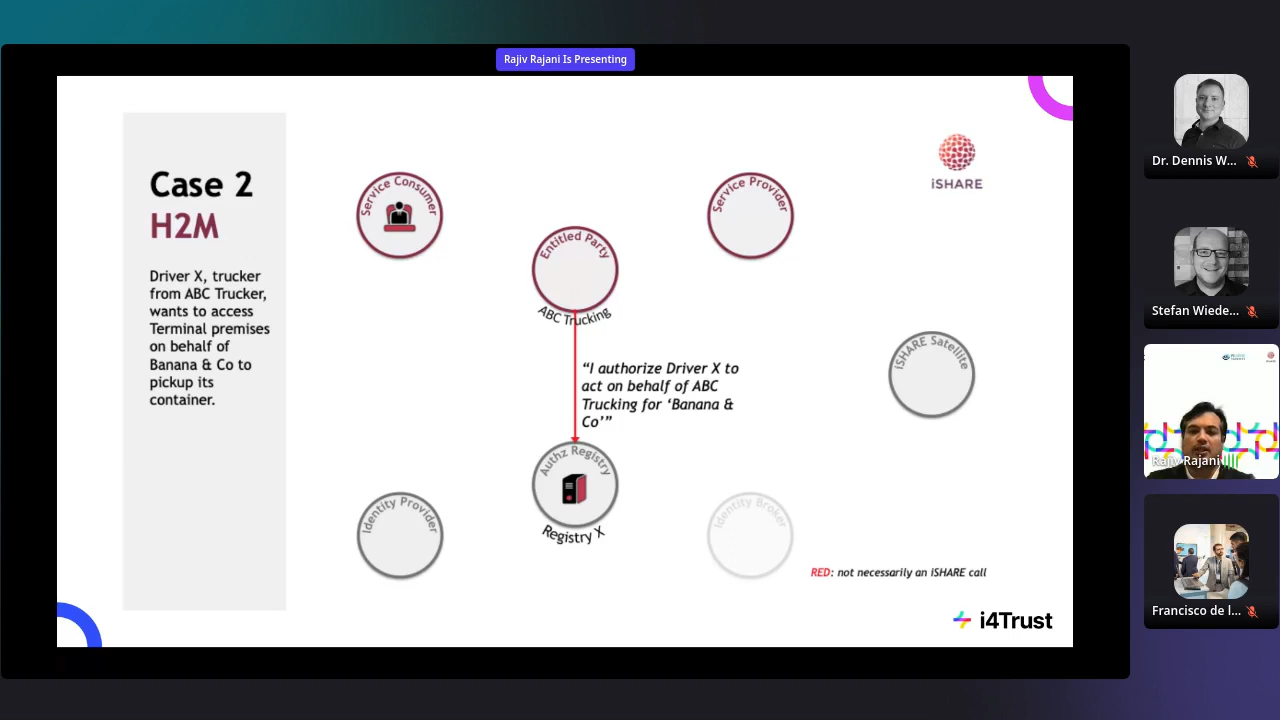 Rajiv Rajani Is Presenting
Case 2
H2M
Driver X, trucker
from ABC Trucker,
wants to access
Terminal premises
on behalf of
Banana & Co to
pickup its
container.
Service Consumer
Entitled Party
ABC Trucking
Service Provider
iSHARE
iSHARE Satellite
“I authorize Driver X to
act on behalf of ABC
Trucking for ‘Banana &
Co’”
Authz Registry
Registry X
Identity Provider
Identity Broker
RED: not necessarily an iSHARE call
i4Trust
Dr. Dennis W...
Stefan Wiede...
Rajiv Rajani
Francisco de l...